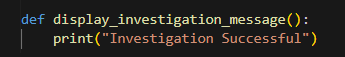 def display_investigation_message():
    print("Investigation Successful")